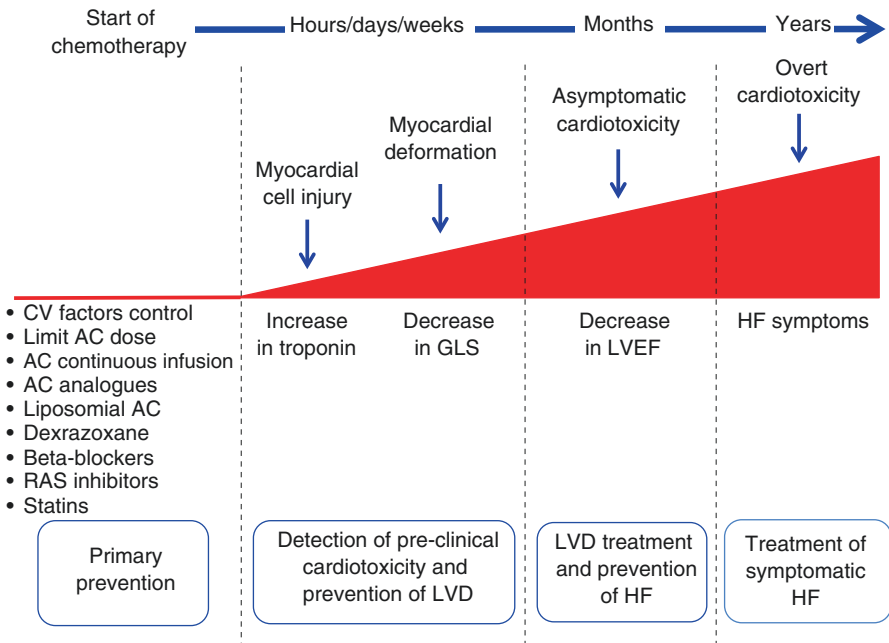 Start of
chemotherapy
Hours/days/weeks
Months
Years
Myocardial
cell injury
Myocardial
deformation
Asymptomatic
cardiotoxicity
Overt
cardiotoxicity
• CV factors control
• Limit AC dose
• AC continuous infusion
• AC analogues
• Liposomial AC
• Dexrazoxane
• Beta-blockers
• RAS inhibitors
• Statins
Increase
in troponin
Decrease
in GLS
Decrease
in LVEF
HF symptoms
Primary
prevention
Detection of pre-clinical
cardiotoxicity and
prevention of LVD
LVD treatment
and prevention
of HF
Treatment of
symptomatic
HF